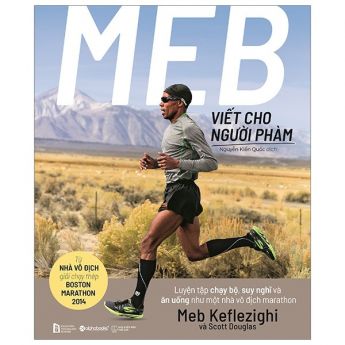 MEB
VIẾT CHO
NGƯỜI PHÀM
Nguyễn Kiến Quốc dịch
Từ
NHÀ VÔ ĐỊCH
giải chạy thép
BOSTON
MARATHON
2014
Luyện tập chạy bộ, suy nghĩ và
ăn uống như một nhà vô địch marathon
Meb Keflezighi
và Scott Douglas
alphabooks